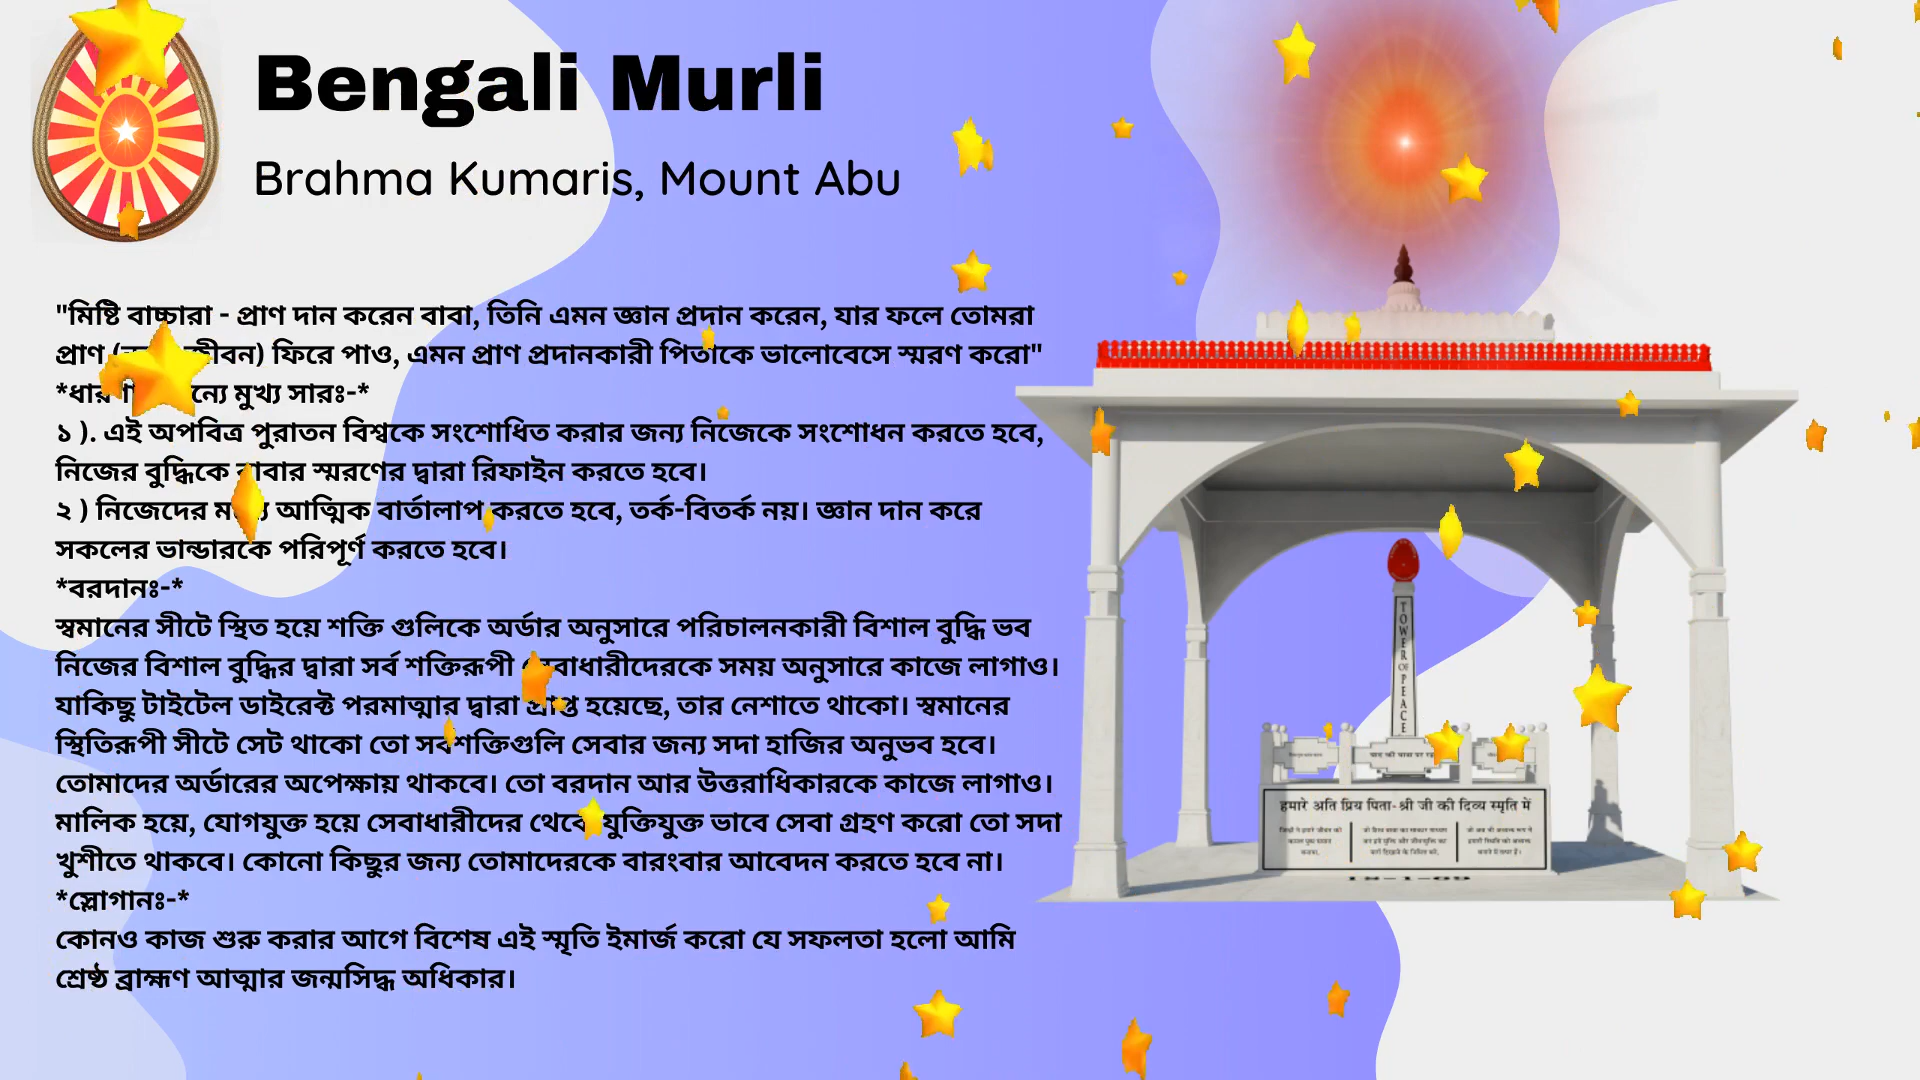 Bengali Murli
Brahma Kumaris, Mount Abu
"মিষ্টি বাচ্চারা - প্রাণ দান করেন বাবা, তিনি এমন জ্ঞান প্রদান করেন, যার ফলে তোমরা
প্রাণ ফিরে পাও, এমন প্রাণ প্রদানকারী পিতাকে ভালোবেসে স্মরণ করো"
মুখ্য সারঃ-*
১ ). এই অপবিত্র পুরাতন বিশ্বকে সংশোধিত করার জন্য নিজেকে সংশোধন করতে হবে,
নিজের বুদ্ধিকে বাবার স্মরণের দ্বারা রিফাইন করতে হবে।
২ ) নিজেদের আত্মিক বার্তালাপ করতে হবে, তর্ক-বিতর্ক নয়। জ্ঞান দান করে
সকলের ভান্ডারকে পরিপূর্ণ করতে হবে।
*বরদানঃ-*
স্বমানের সীটে স্থিত হয়ে শক্তি গুলিকে অর্ডার অনুসারে পরিচালনকারী বিশাল বুদ্ধি ভব
নিজের বিশাল বুদ্ধির দ্বারা সর্ব শক্তিরূপী সেবাধারীদেরকে সময় অনুসারে কাজে লাগাও।
যাকিছু টাইটেল ডাইরেক্ট পরমাত্মার দ্বারা প্রাপ্ত হয়েছে, তার নেশাতে থাকো। স্বমানের
স্থিতিরূপী সীটে সেট থাকো তো সর্বশক্তিগুলি সেবার জন্য সদা হাজির অনুভব হবে।
তোমাদের অর্ডারের অপেক্ষায় থাকবে। তো বরদান আর উত্তরাধিকারকে কাজে লাগাও।
মালিক হয়ে, যোগযুক্ত হয়ে সেবাধারীদের থেকে যুক্তিযুক্ত ভাবে সেবা গ্রহণ করো তো সদা
খুশীতে থাকবে। কোনো কিছুর জন্য তোমাদেরকে বারংবার আবেদন করতে হবে না।
*স্লোগানঃ-*
কোনও কাজ শুরু করার আগে বিশেষ এই স্মৃতি ইমার্জ করো যে সফলতা হলো আমি
শ্রেষ্ঠ ব্রাহ্মণ আত্মার জন্মসিদ্ধ অধিকার।
TOWER OF PEACE
हमारे अति प्रिय पिता-श्री जी की दिव्य स्मृति में